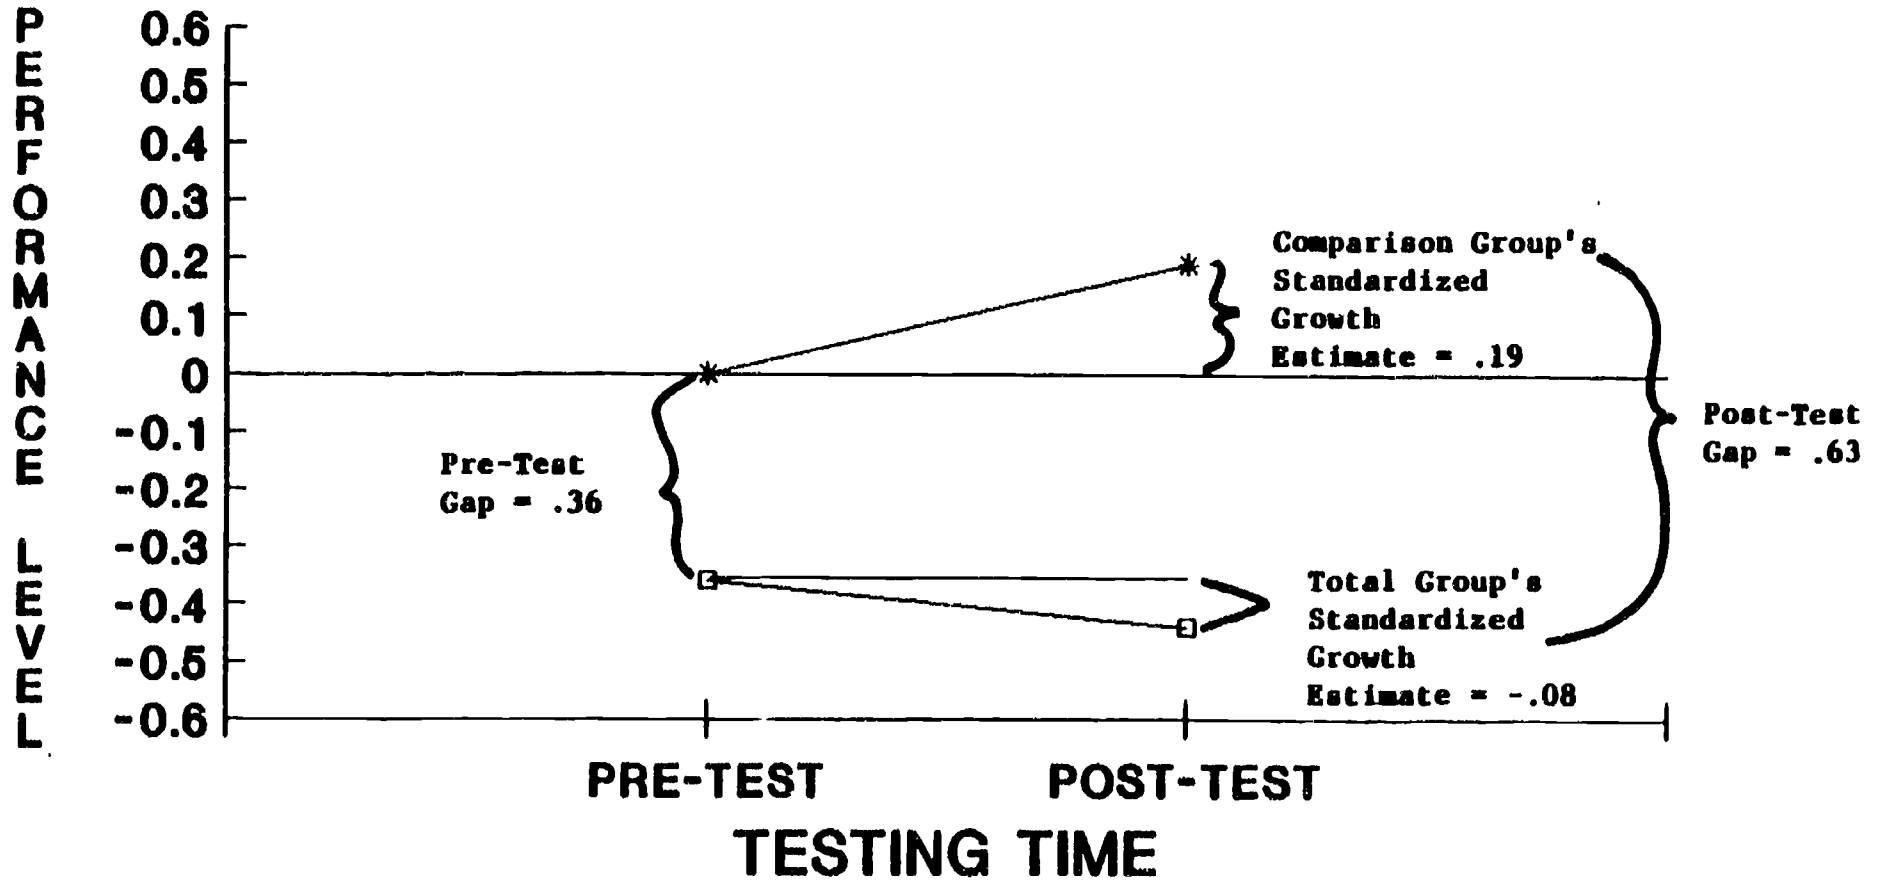 PERFORMANCE LEVEL
0.6
0.5
0.4
0.3
0.2
0.1
0
-0.1
-0.2
-0.3
-0.4
-0.5
-0.6
Comparison Group's
Standardized
Growth
Estimate = .19
Pre-Test
Gap = .36
Post-Test
Gap = .63
Total Group's
Standardized
Growth
Estimate = -.08
PRE-TEST
POST-TEST
TESTING TIME